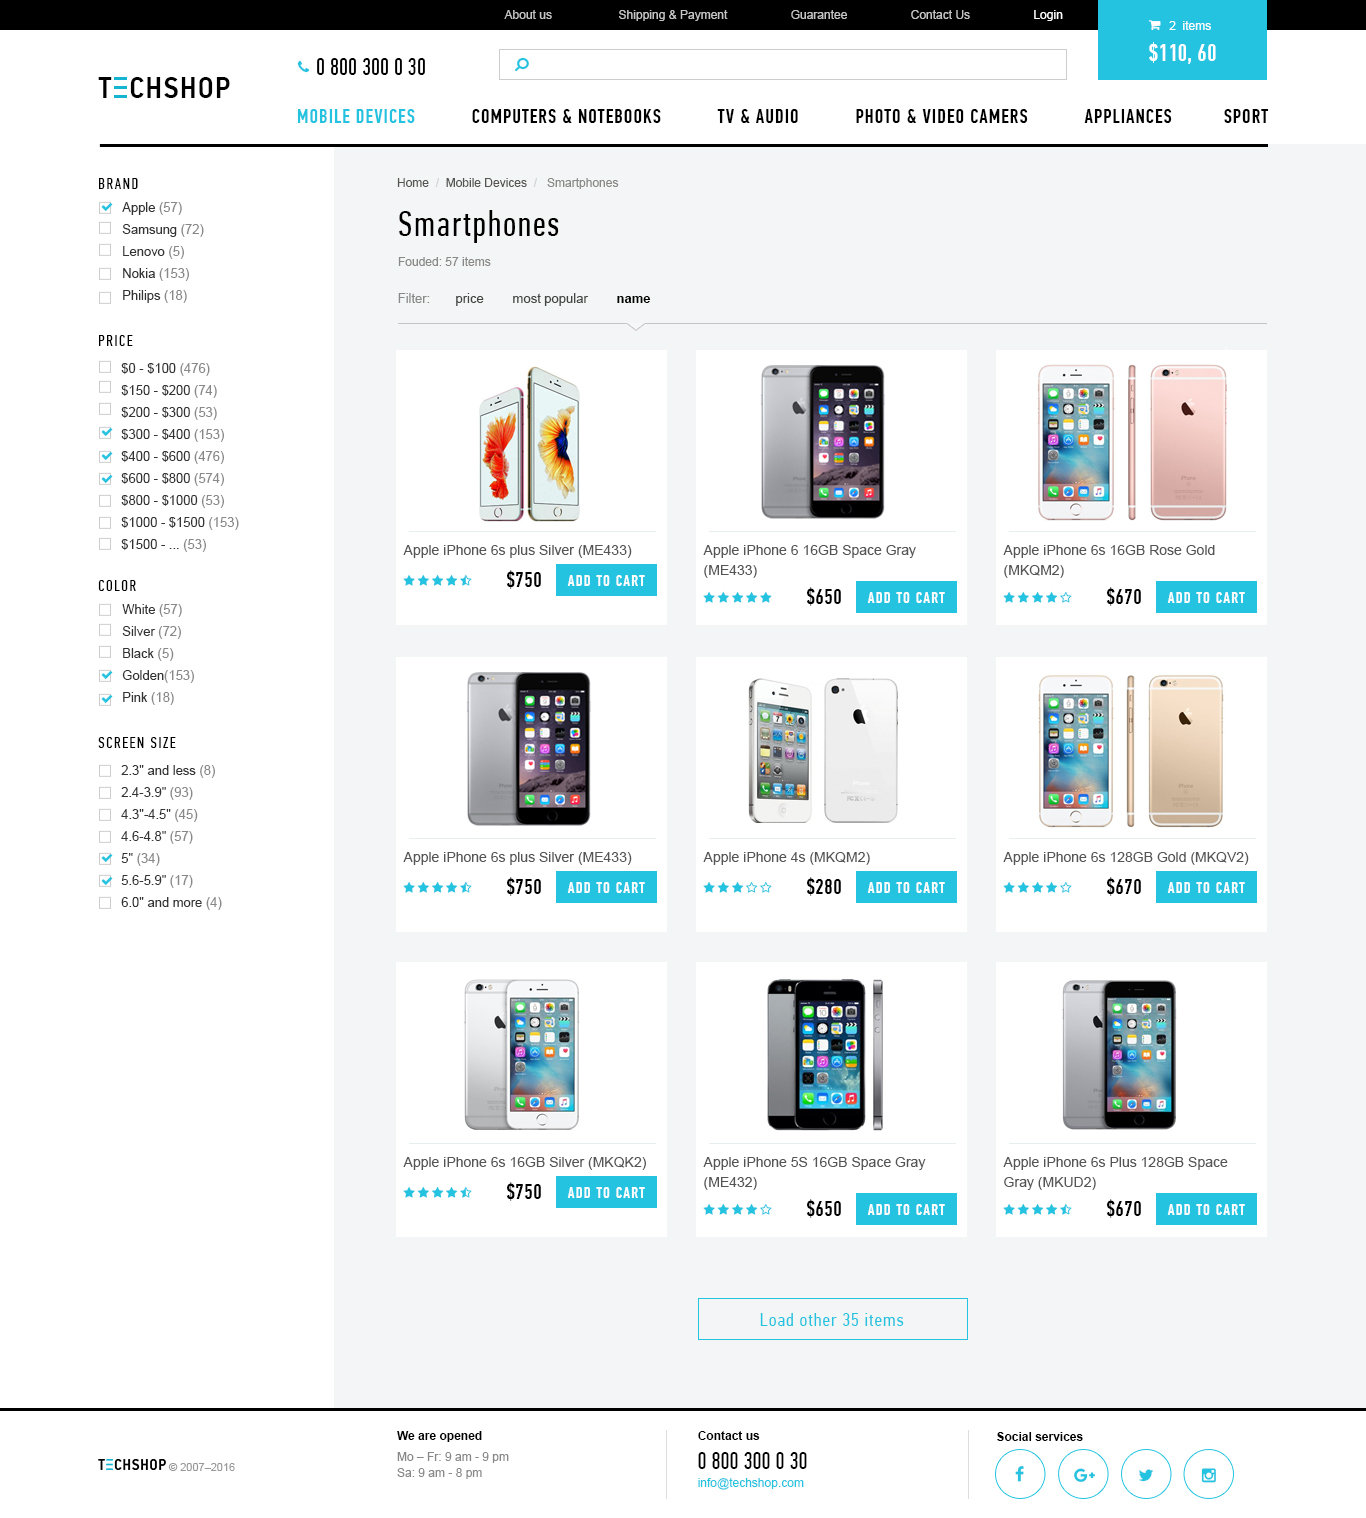 About us Shipping & Payment Guarantee Contact Us Login
2 items
$110, 60
TECHSHOP
0 800 300 0 30
MOBILE DEVICES COMPUTERS & NOTEBOOKS TV & AUDIO PHOTO & VIDEO CAMERS APPLIANCES SPORT
BRAND
Apple (57)
Samsung (72)
Lenovo (5)
Nokia (153)
Philips (18)
PRICE
$0 - $100 (476)
$150 - $200 (74)
$200 - $300 (53)
$300 - $400 (153)
$400 - $600 (476)
$600 - $800 (574)
$800 - $1000 (53)
$1000 - $1500 (153)
$1500 - ... (53)
COLOR
White (57)
Silver (72)
Black (5)
Golden(153)
Pink (18)
SCREEN SIZE
2.3" and less (8)
2.4-3.9" (93)
4.3"-4.5" (45)
4.6-4.8" (57)
5" (34)
5.6-5.9" (17)
6.0" and more (4)
Home / Mobile Devices / Smartphones
Smartphones
Fouded: 57 items
Filter: price most popular name
Apple iPhone 6s plus Silver (ME433)
$750 ADD TO CART
Apple iPhone 6 16GB Space Gray
(ME433)
$650 ADD TO CART
Apple iPhone 6s 16GB Rose Gold
(MKQM2)
$670 ADD TO CART
Apple iPhone 6s plus Silver (ME433)
$750 ADD TO CART
Apple iPhone 4s (MKQM2)
$280 ADD TO CART
Apple iPhone 6s 128GB Gold (MKQV2)
$670 ADD TO CART
Apple iPhone 6s 16GB Silver (MKQK2)
$750 ADD TO CART
Apple iPhone 5S 16GB Space Gray
(ME432)
$650 ADD TO CART
Apple iPhone 6s Plus 128GB Space
Gray (MKUD2)
$670 ADD TO CART
Load other 35 items
TECHSHOP © 2007–2016
We are opened
Mo – Fr: 9 am - 9 pm
Sa: 9 am - 8 pm
Contact us
0 800 300 0 30
info@techshop.com
Social services